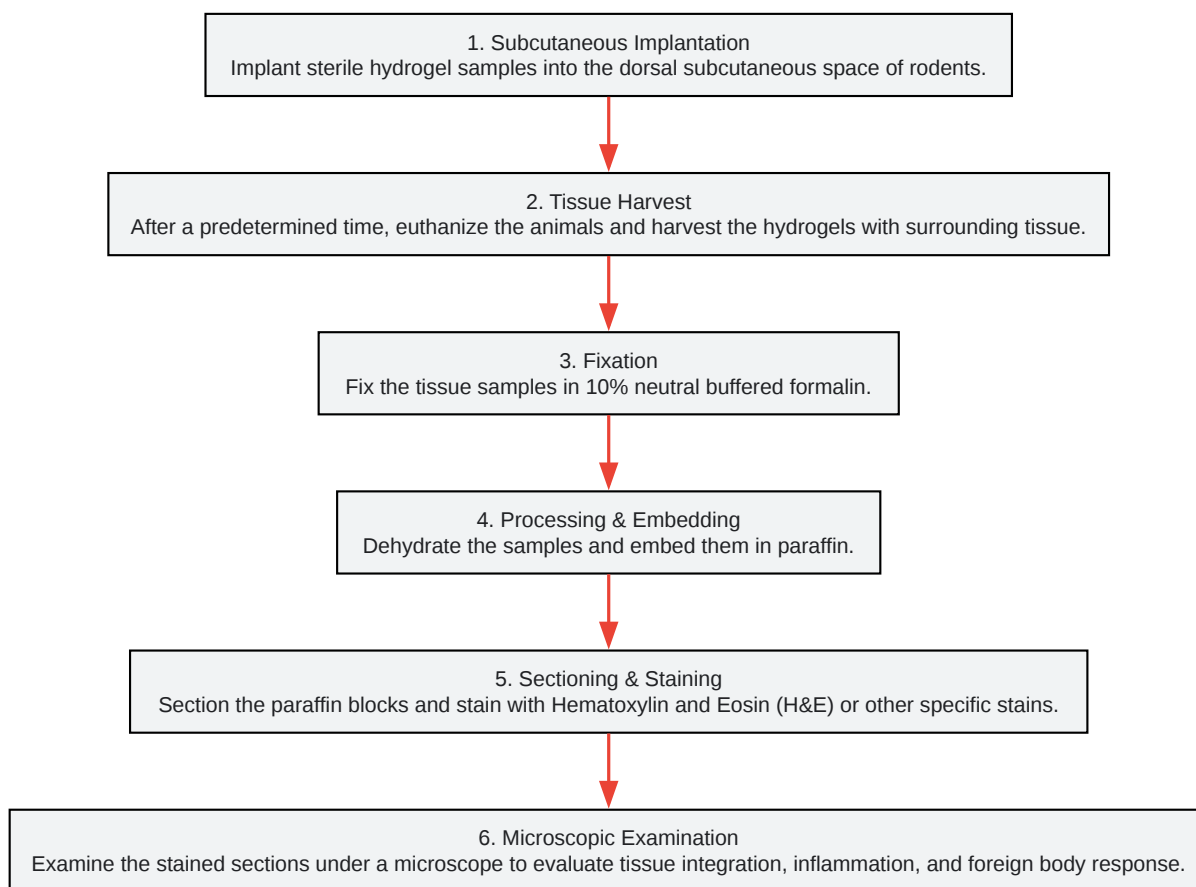 1. Subcutaneous Implantation
Implant sterile hydrogel samples into the dorsal subcutaneous space of rodents.
2. Tissue Harvest
After a predetermined time, euthanize the animals and harvest the hydrogels with surrounding tissue.
3. Fixation
Fix the tissue samples in 10% neutral buffered formalin.
4. Processing & Embedding
Dehydrate the samples and embed them in paraffin.
5. Sectioning & Staining
Section the paraffin blocks and stain with Hematoxylin and Eosin (H&E) or other specific stains.
6. Microscopic Examination
Examine the stained sections under a microscope to evaluate tissue integration, inflammation, and foreign body response.